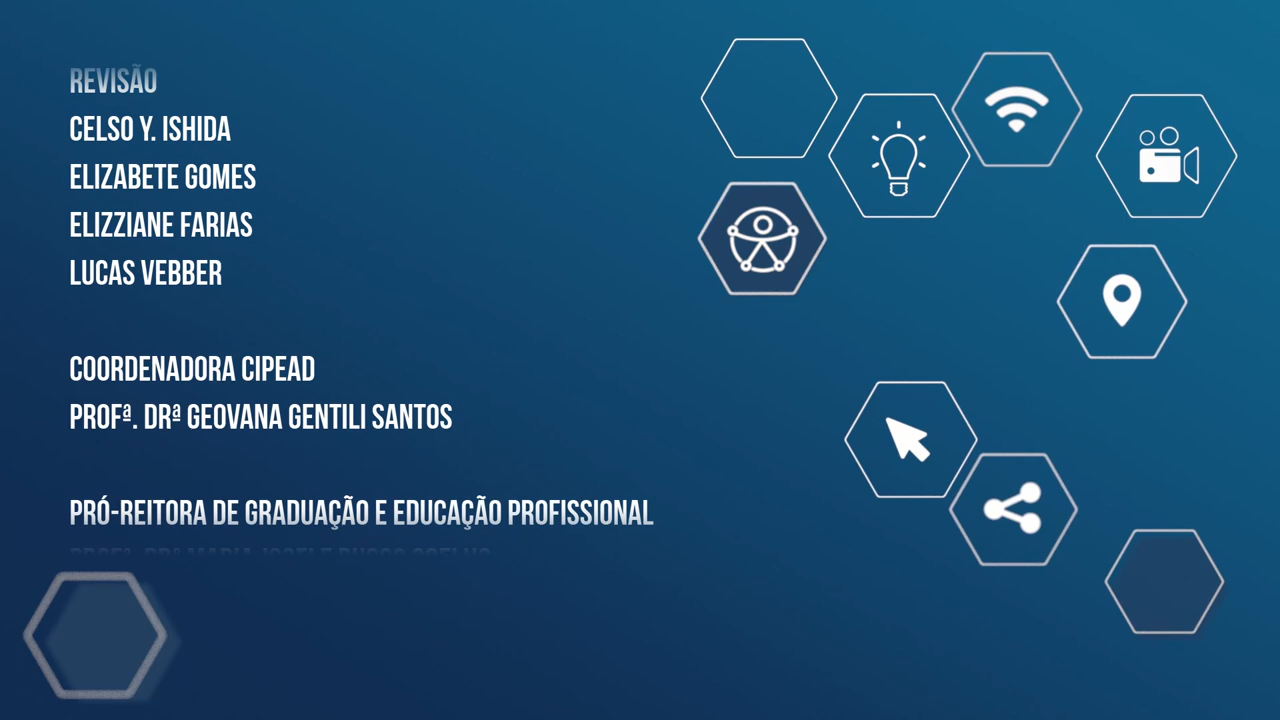 REVISÃO
CELSO Y. ISHIDA
ELIZABETE GOMES
ELIZZIANE FARIAS
LUCAS VEBBER
COORDENADORA CIPEAD
PROFª. DRª GEOVANA GENTILI SANTOS
PRÓ-REITORA DE GRADUAÇÃO E EDUCAÇÃO PROFISSIONAL